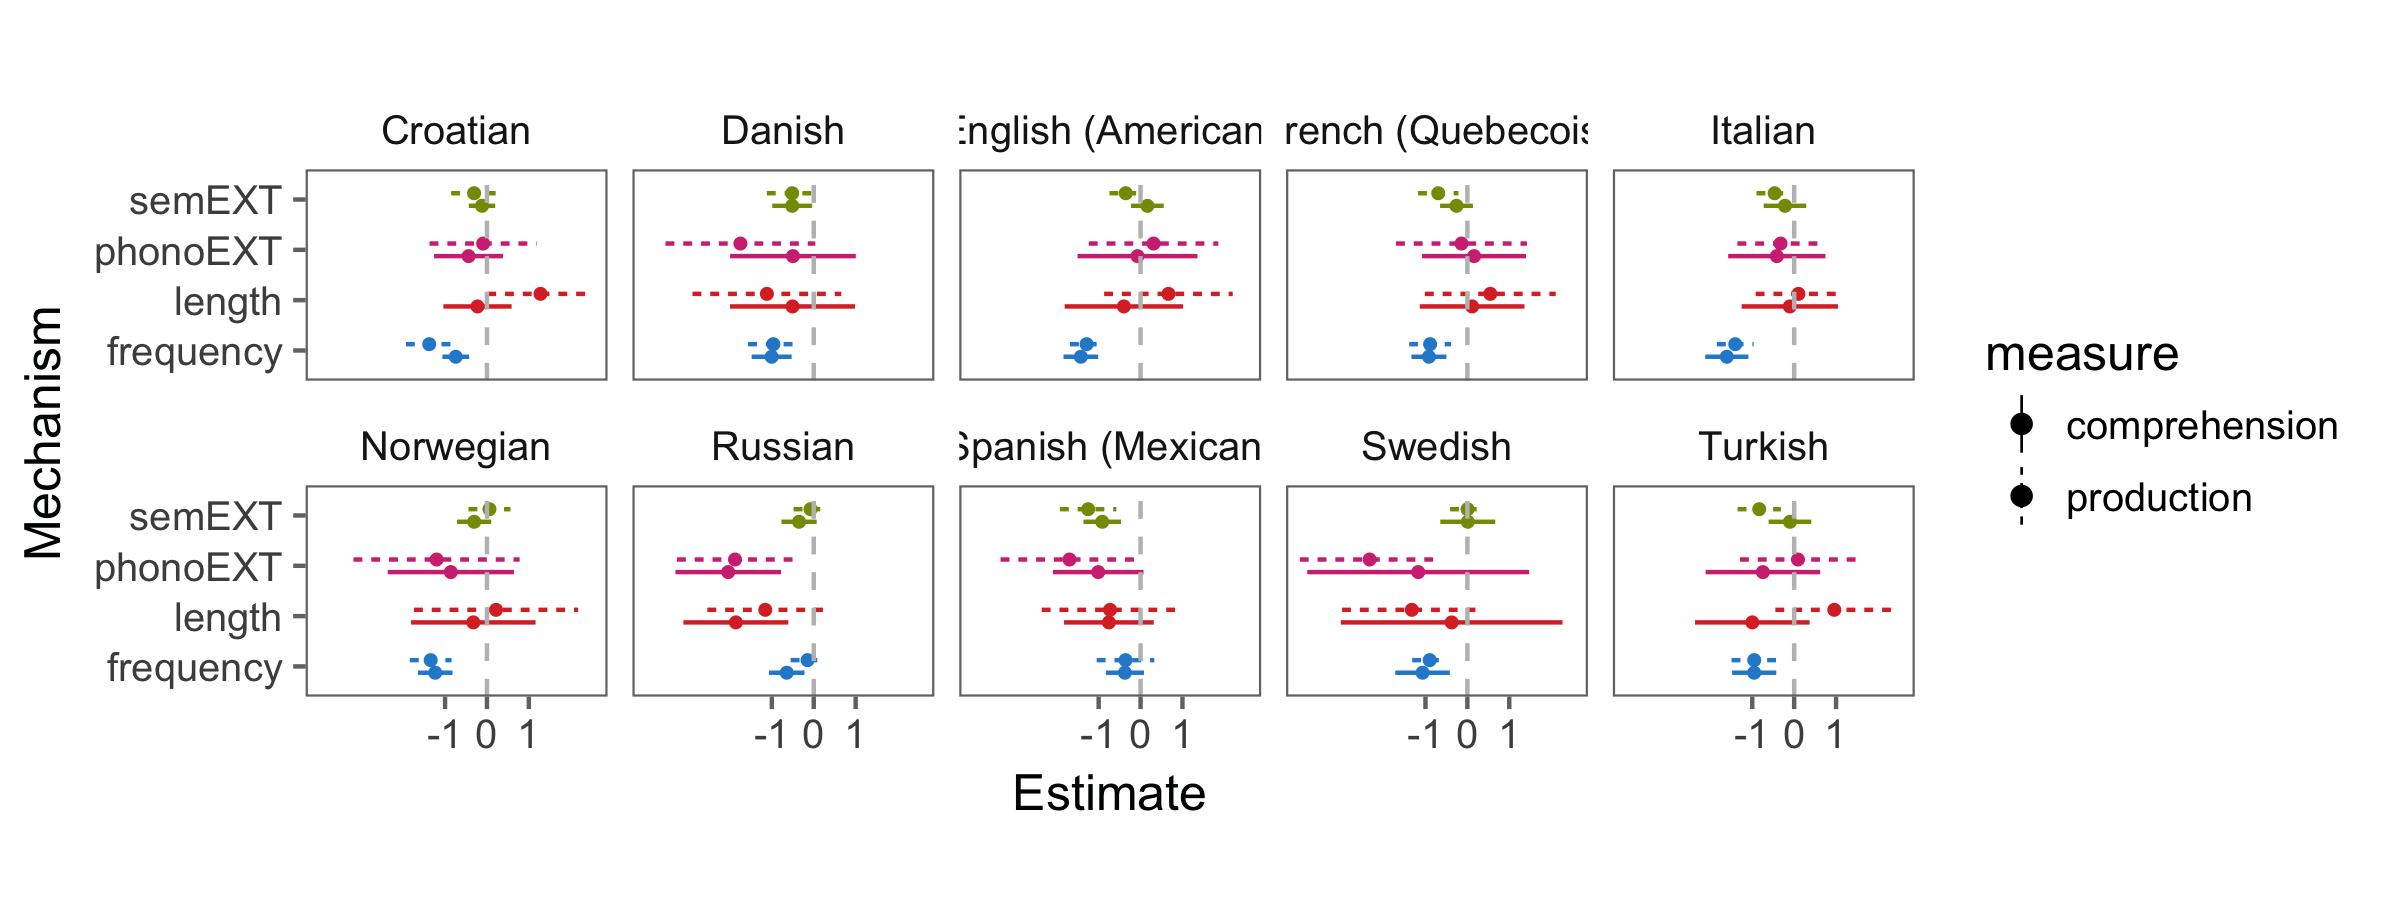 Croatian Danish English (American rench (Quebecois Italian
semEXT
phonoEXT
length
frequency
Norwegian Russian Spanish (Mexican Swedish Turkish
semEXT
phonoEXT
length
frequency
-1 0 1 -1 0 1 -1 0 1 -1 0 1 -1 0 1
Estimate
Mechanism
measure
comprehension
production